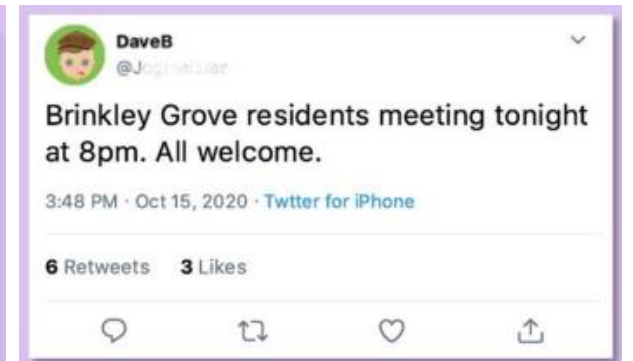 DaveB
Brinkley Grove residents meeting tonight
at 8pm. All welcome.
3:48 PM · Oct 15, 2020 · Twtter for iPhone
6 Retweets 3 Likes